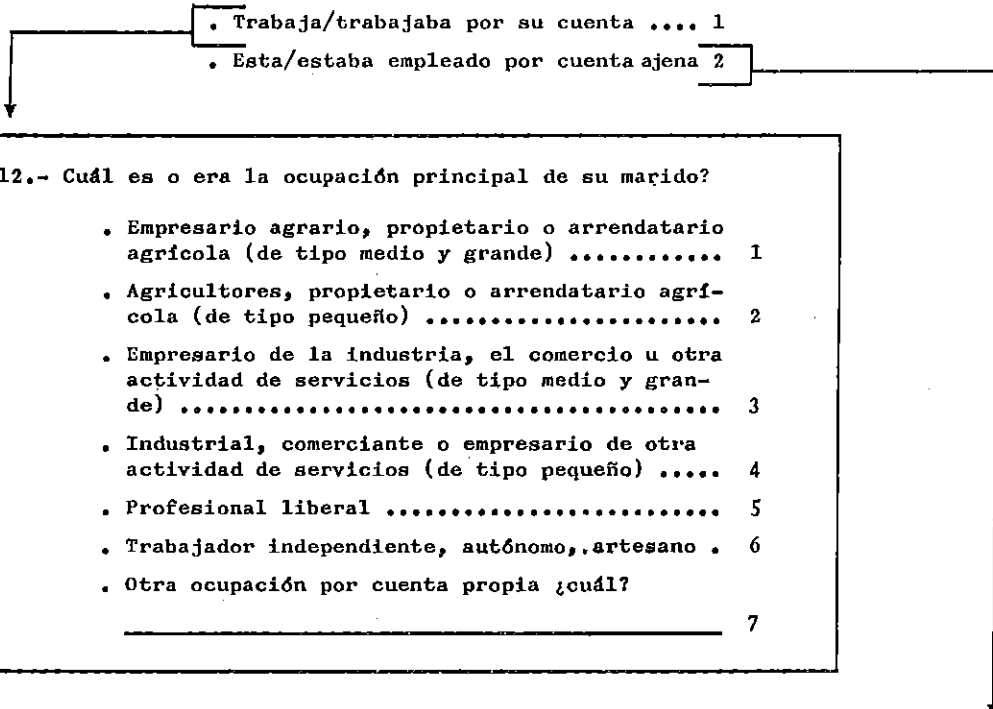 . Trabaja/trabajaba por su cuenta .... 1
. Esta/estaba empleado por cuenta ajena 2
12.- Cuál es o era la ocupación principal de su marido?
. Empresario agrario, propietario o arrendatario
agrícola (de tipo medio y grande) ............ 1
. Agricultores, propietario o arrendatario agrí-
cola (de tipo pequeño) ....................... 2
. Empresario de la industria, el comercio u otra
actividad de servicios (de tipo medio y gran-
de) .......................................... 3
. Industrial, comerciante o empresario de otra
actividad de servicios (de tipo pequeño) ..... 4
. Profesional liberal .......................... 5
. Trabajador independiente, autónomo,.artesano . 6
. Otra ocupación por cuenta propia ¿cuál?
7